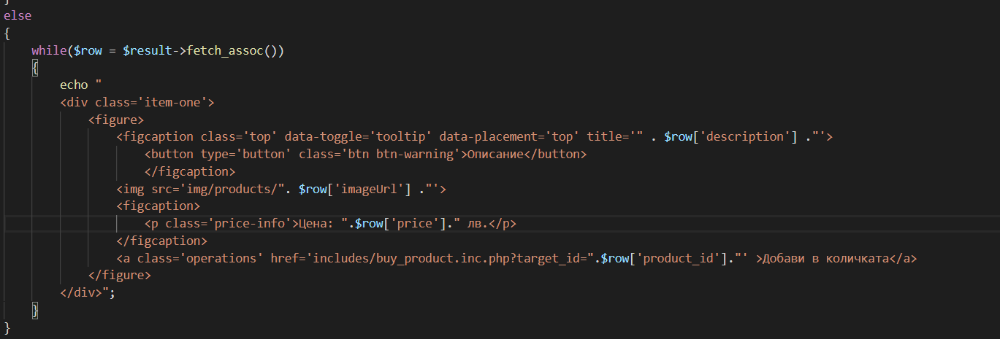 }
else
{
while($row = $result->fetch_assoc())
{
echo "
<div class='item-one'>
<figure>
<figcaption class='top' data-toggle='tooltip' data-placement='top' title='" . $row['description'] ."'>
<button type='button' class='btn btn-warning'>Описание</button>
</figcaption>
<img src='img/products/". $row['imageUrl'] ."'>
<figcaption>
<p class='price-info'>Цена: ".$row['price']." лв.</p>
</figcaption>
<a class='operations' href='includes/buy_product.inc.php?target_id=".$row['product_id']."' >Добави в количката</a>
</figure>
</div>";
}
}